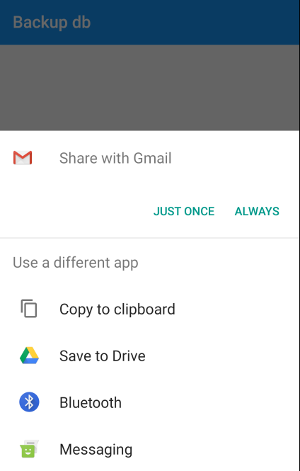 Backup db
Share with Gmail
JUST ONCE ALWAYS
Use a different app
Copy to clipboard
Save to Drive
Bluetooth
Messaging